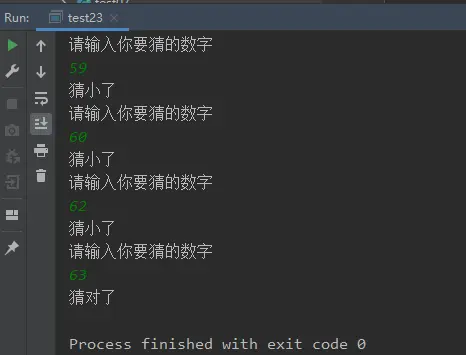 Run:
test23
请输入你要猜的数字
59
猜小了
请输入你要猜的数字
60
猜小了
请输入你要猜的数字
62
猜小了
请输入你要猜的数字
63
猜对了
Process finished with exit code 0